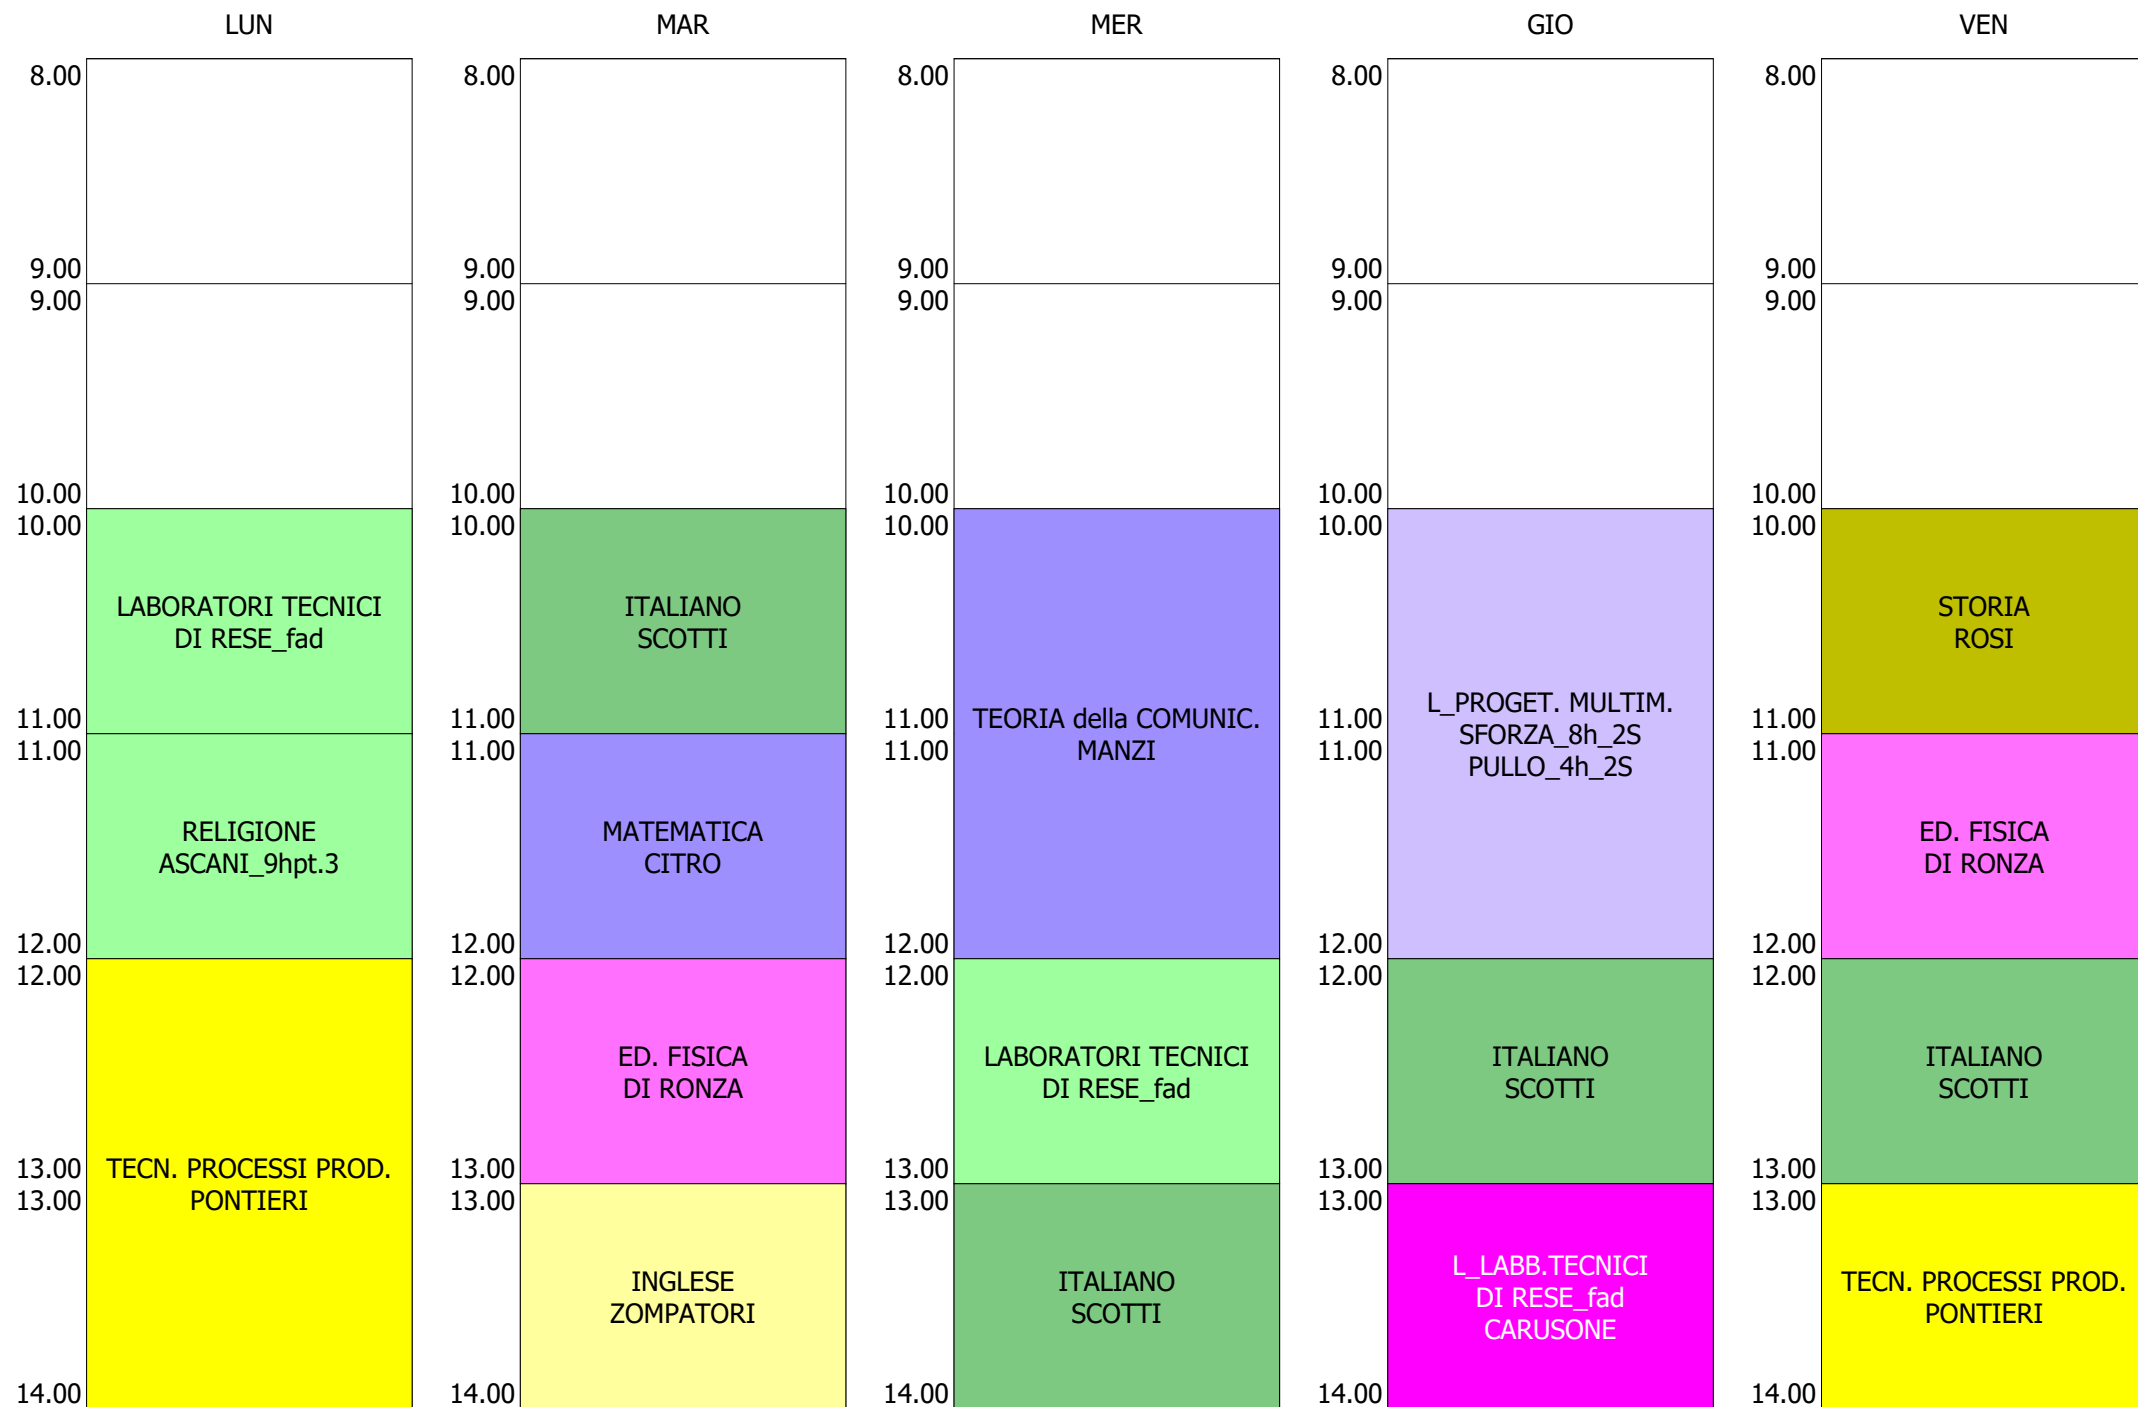 LUN
8.00
9.00
9.00
10.00
10.00
LABORATORI TECNICI
DI RESE_fad
11.00
11.00
RELIGIONE
ASCANI_9hpt.3
12.00
12.00
13.00
TECN. PROCESSI PROD.
13.00
PONTIERI
14.00
MAR
8.00
9.00
9.00
10.00
10.00
ITALIANO
SCOTTI
11.00
11.00
MATEMATICA
CITRO
12.00
12.00
ED. FISICA
DI RONZA
13.00
13.00
INGLESE
ZOMPATORI
14.00
MER
8.00
9.00
9.00
10.00
10.00
11.00
TEORIA della COMUNIC.
11.00
MANZI
12.00
12.00
LABORATORI TECNICI
DI RESE_fad
13.00
13.00
ITALIANO
SCOTTI
14.00
GIO
8.00
9.00
9.00
10.00
10.00
L_PROGET. MULTIM.
11.00
SFORZA_8h_2S
11.00
PULLO_4h_2S
12.00
12.00
ITALIANO
SCOTTI
13.00
13.00
L_LABB.TECNICI
DI RESE_fad
CARUSONE
14.00
VEN
8.00
9.00
9.00
10.00
10.00
STORIA
ROSI
11.00
11.00
ED. FISICA
DI RONZA
12.00
12.00
ITALIANO
SCOTTI
13.00
13.00
TECN. PROCESSI PROD.
PONTIERI
14.00